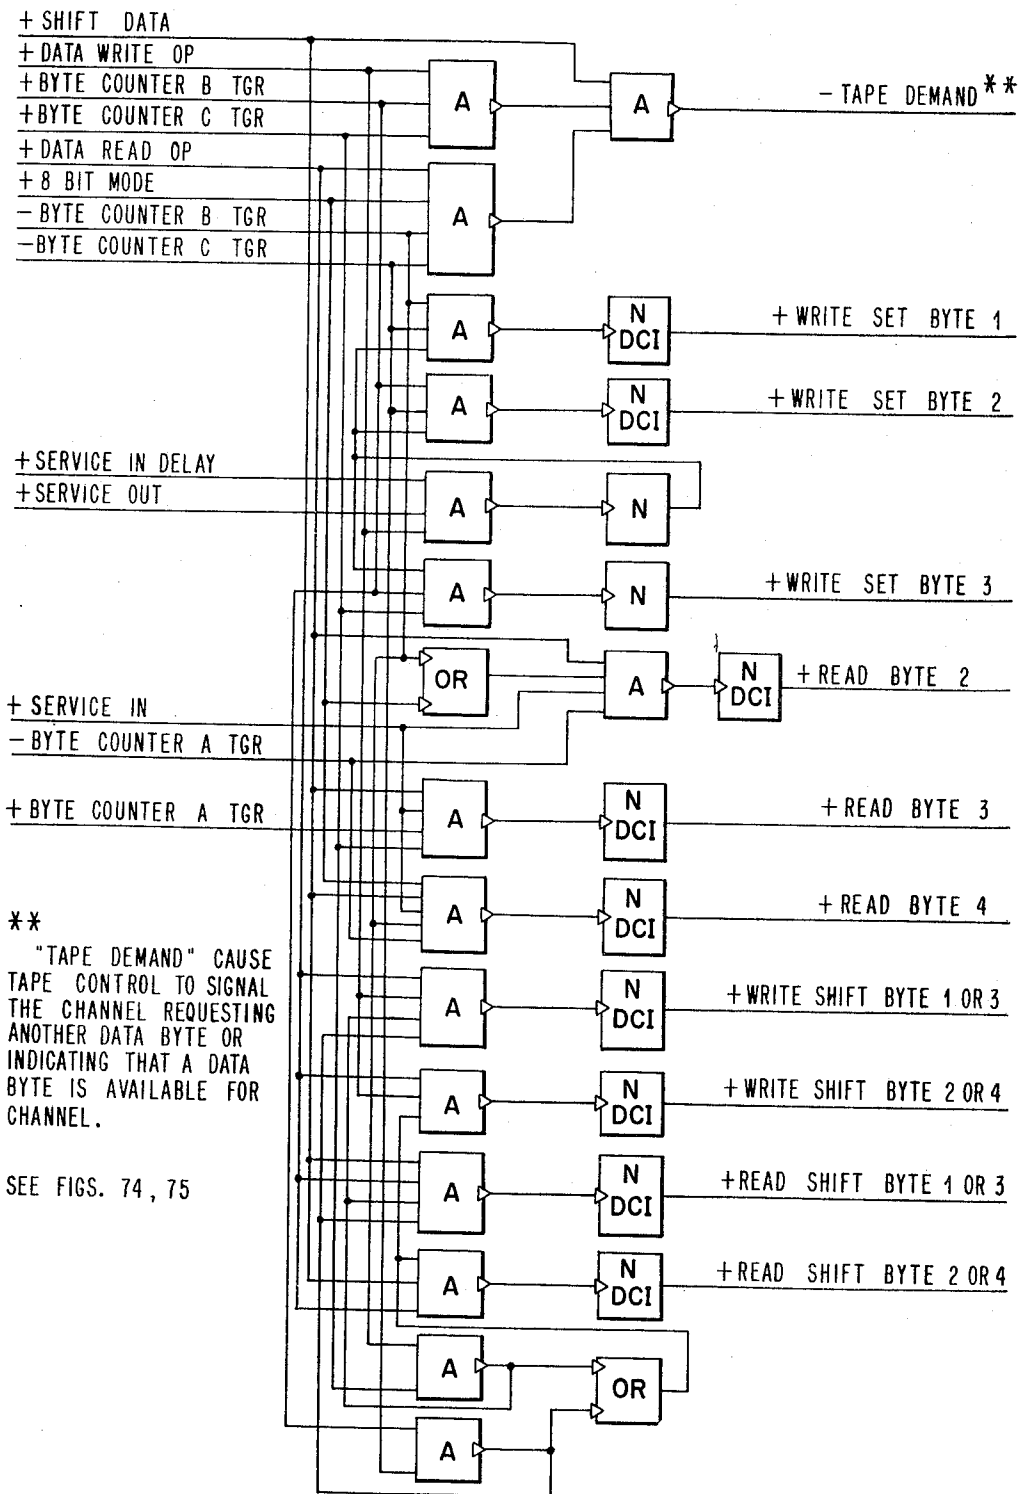 + SHIFT DATA
+ DATA WRITE OP
+ BYTE COUNTER B TGR
+ BYTE COUNTER C TGR
+ DATA READ OP
+ 8 BIT MODE
- BYTE COUNTER B TGR
- BYTE COUNTER C TGR
A
A
- TAPE DEMAND **
A
A
N
DCI
+ WRITE SET BYTE 1
A
N
DCI
+ WRITE SET BYTE 2
+ SERVICE IN DELAY
+ SERVICE OUT
A
N
A
N
+ WRITE SET BYTE 3
OR
A
N
DCI
+ READ BYTE 2
+ SERVICE IN
- BYTE COUNTER A TGR
+ BYTE COUNTER A TGR
A
N
DCI
+ READ BYTE 3
A
N
DCI
+ READ BYTE 4
**
"TAPE DEMAND" CAUSE
TAPE CONTROL TO SIGNAL
THE CHANNEL REQUESTING
ANOTHER DATA BYTE OR
INDICATING THAT A DATA
BYTE IS AVAILABLE FOR
CHANNEL.
SEE FIGS. 74, 75
A
N
DCI
+ WRITE SHIFT BYTE 1 OR 3
A
N
DCI
+ WRITE SHIFT BYTE 2 OR 4
A
N
DCI
+ READ SHIFT BYTE 1 OR 3
A
N
DCI
+ READ SHIFT BYTE 2 OR 4
A
OR
A